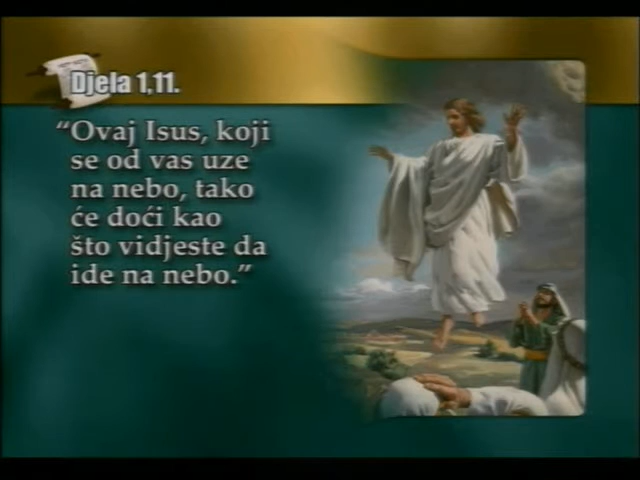 Djela 1,11.
“Ovaj Isus, koji
se od vas uze
na nebo, tako
će doći kao
što vidjeste da
ide na nebo.”